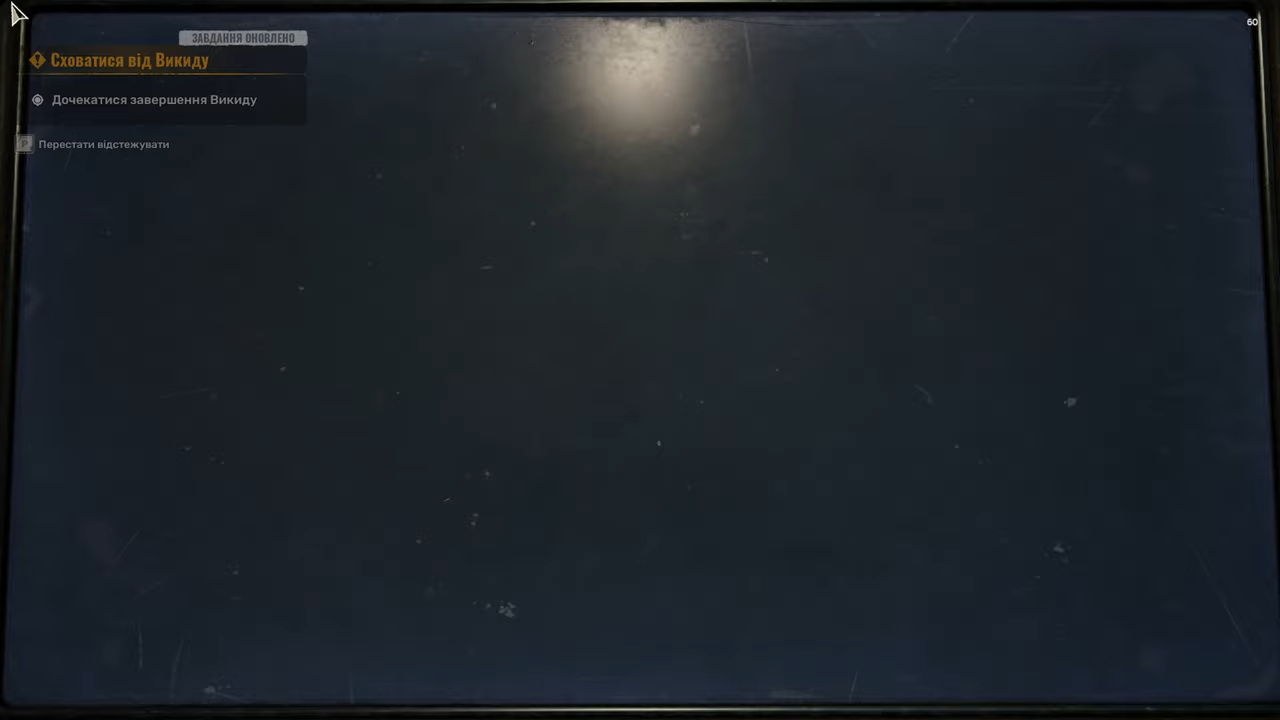 60
ЗАВДАННЯ ОНОВЛЕНО
Сховатися від Викиду
Дочекатися завершення Викиду
P Перестати відстежувати